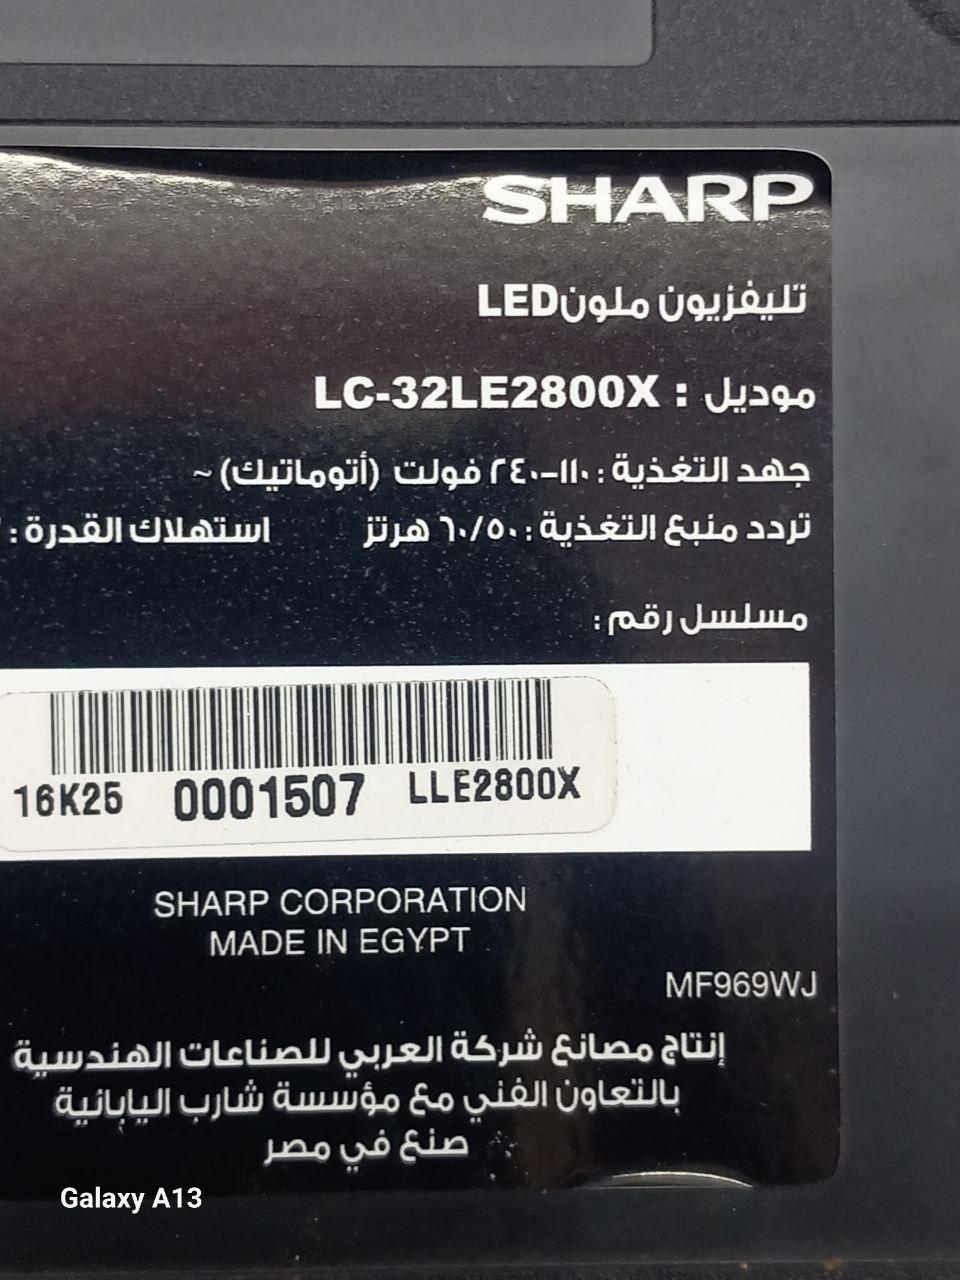 SHARP
تليفزيون ملون LED
موديل : LC-32LE2800X
جهد التغذية : ١١٠-٢٤٠ فولت (أتوماتيك) ~
تردد منبع التغذية : ٦٠/٥٠ هرتز استهلاك القدرة :
مسلسل رقم :
16K25 0001507 LLE2800X
SHARP CORPORATION
MADE IN EGYPT
MF969WJ
إنتاج مصانع شركة العربي للصناعات الهندسية
بالتعاون الفني مع مؤسسة شارب اليابانية
صنع في مصر
Galaxy A13